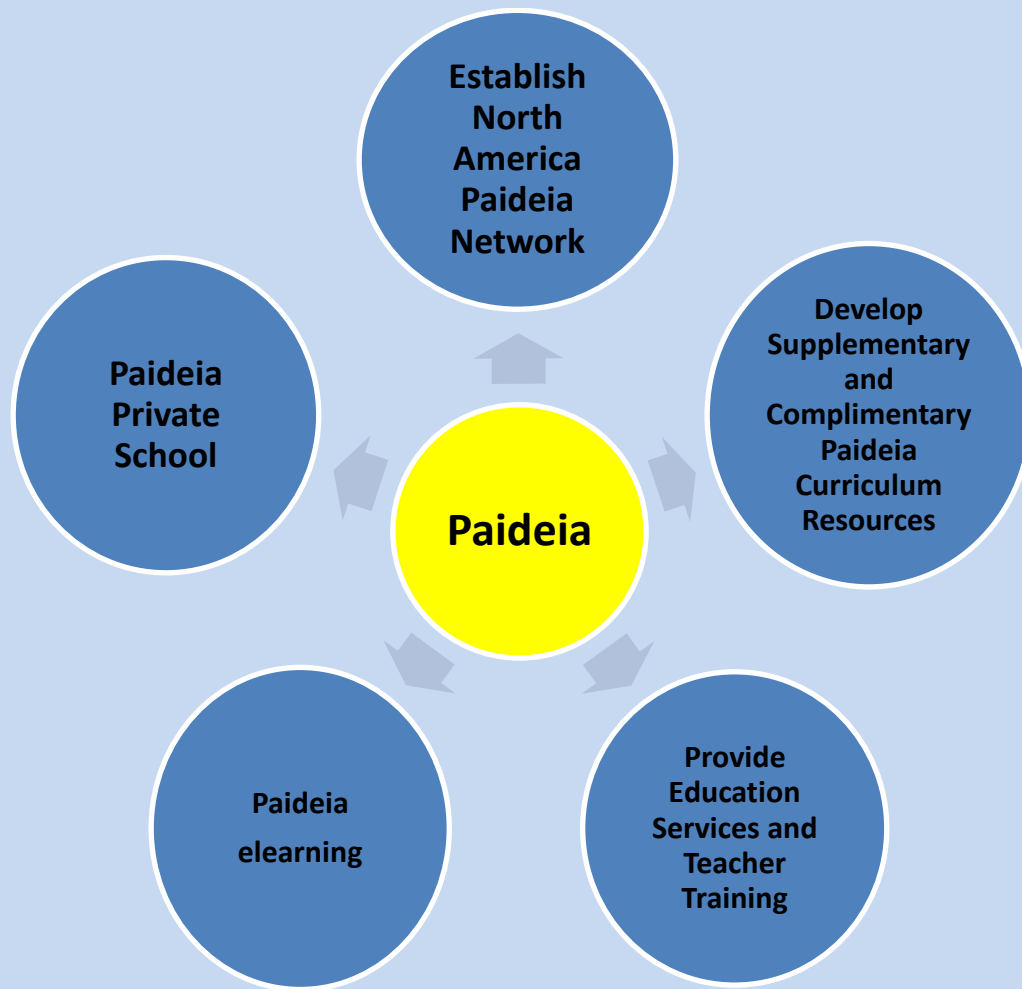 Establish
North
America
Paideia
Network
Develop
Supplementary
and
Complimentary
Paideia
Curriculum
Resources
Provide
Education
Services and
Teacher
Training
Paideia
elearning
Paideia
Private
School
Paideia